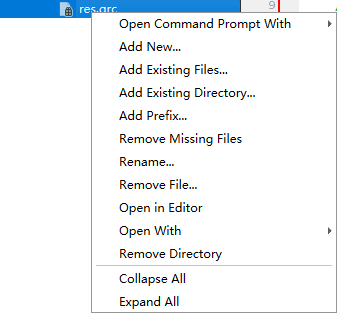 res.qrc
9
Open Command Prompt With
Add New...
Add Existing Files...
Add Existing Directory...
Add Prefix...
Remove Missing Files
Rename...
Remove File...
Open in Editor
Open With
Remove Directory
Collapse All
Expand All